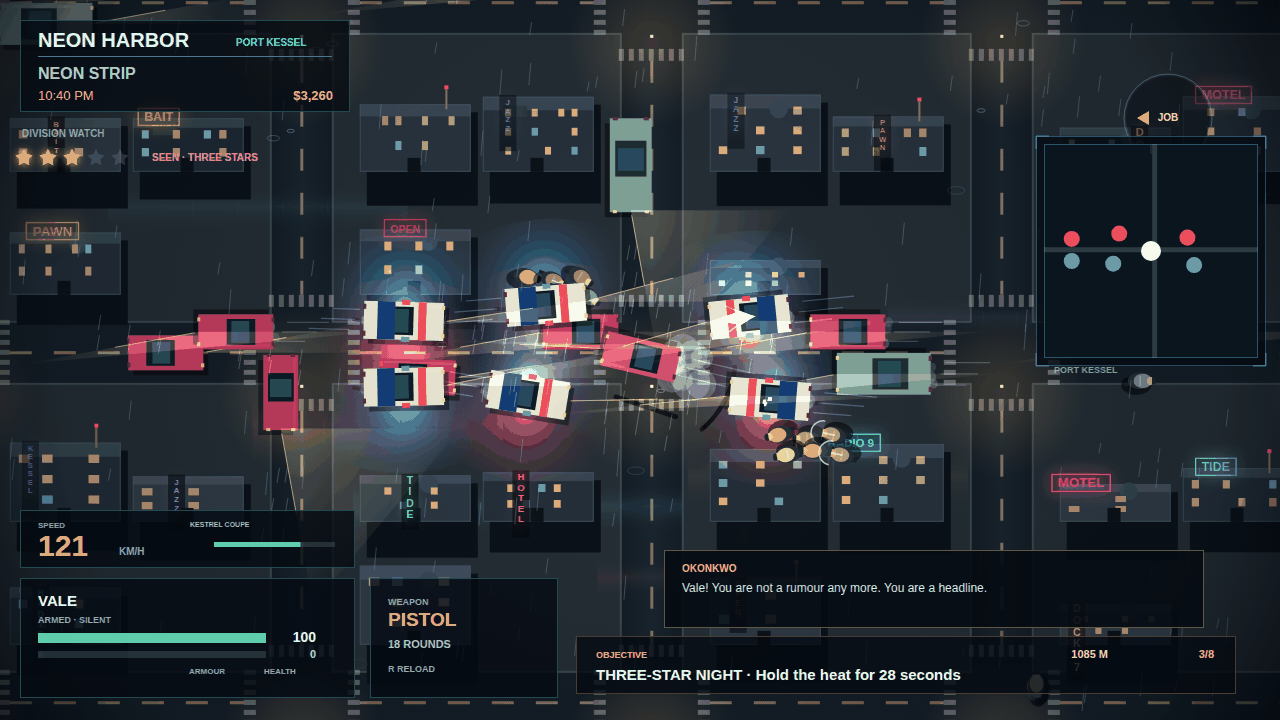 NEON HARBOR PORT KESSEL
NEON STRIP
10:40 PM $3,260
BAIT
DIVISION WATCH
SEEN · THREE STARS
PAWN
OPEN
JAZZ
JAZZ
PAWN
MOTEL
JOB
PORT KESSEL
KESSEL
JAZZ
TIDE
HOTEL
DIO 9
MOTEL
TIDE
SPEED KESTREL COUPE
121 KM/H
VALE
ARMED · SILENT
100
0
ARMOUR HEALTH
WEAPON
PISTOL
18 ROUNDS
R RELOAD
OKONKWO
Vale! You are not a rumour any more. You are a headline.
OBJECTIVE 1085 M 3/8
THREE-STAR NIGHT · Hold the heat for 28 seconds